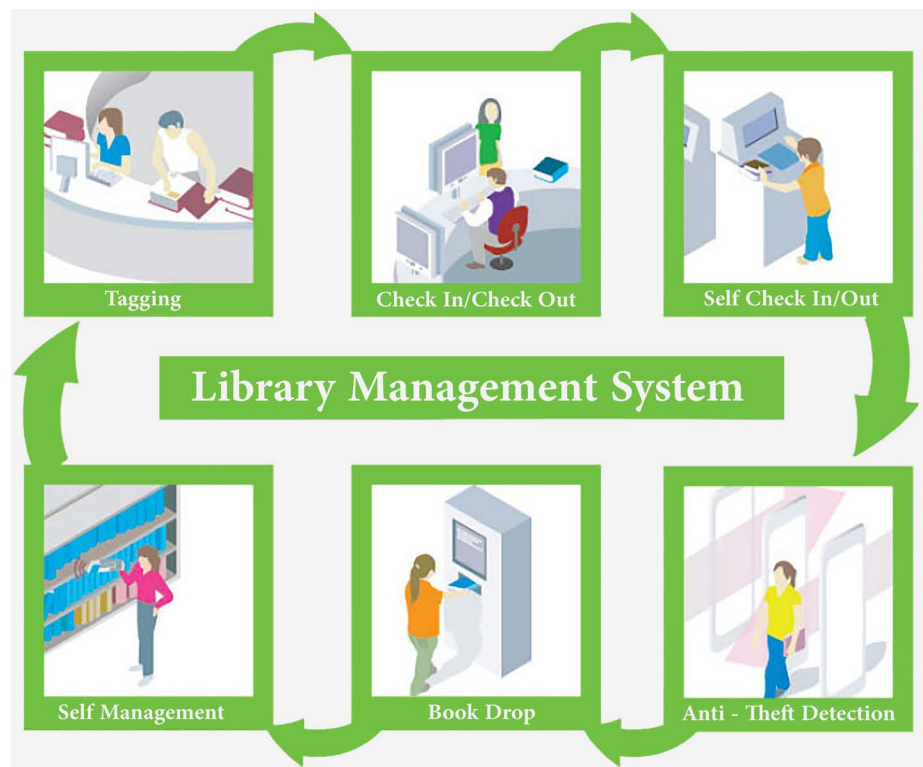 Tagging
Check In/Check Out
Self Check In/Out
Library Management System
Self Management
Book Drop
Anti - Theft Detection